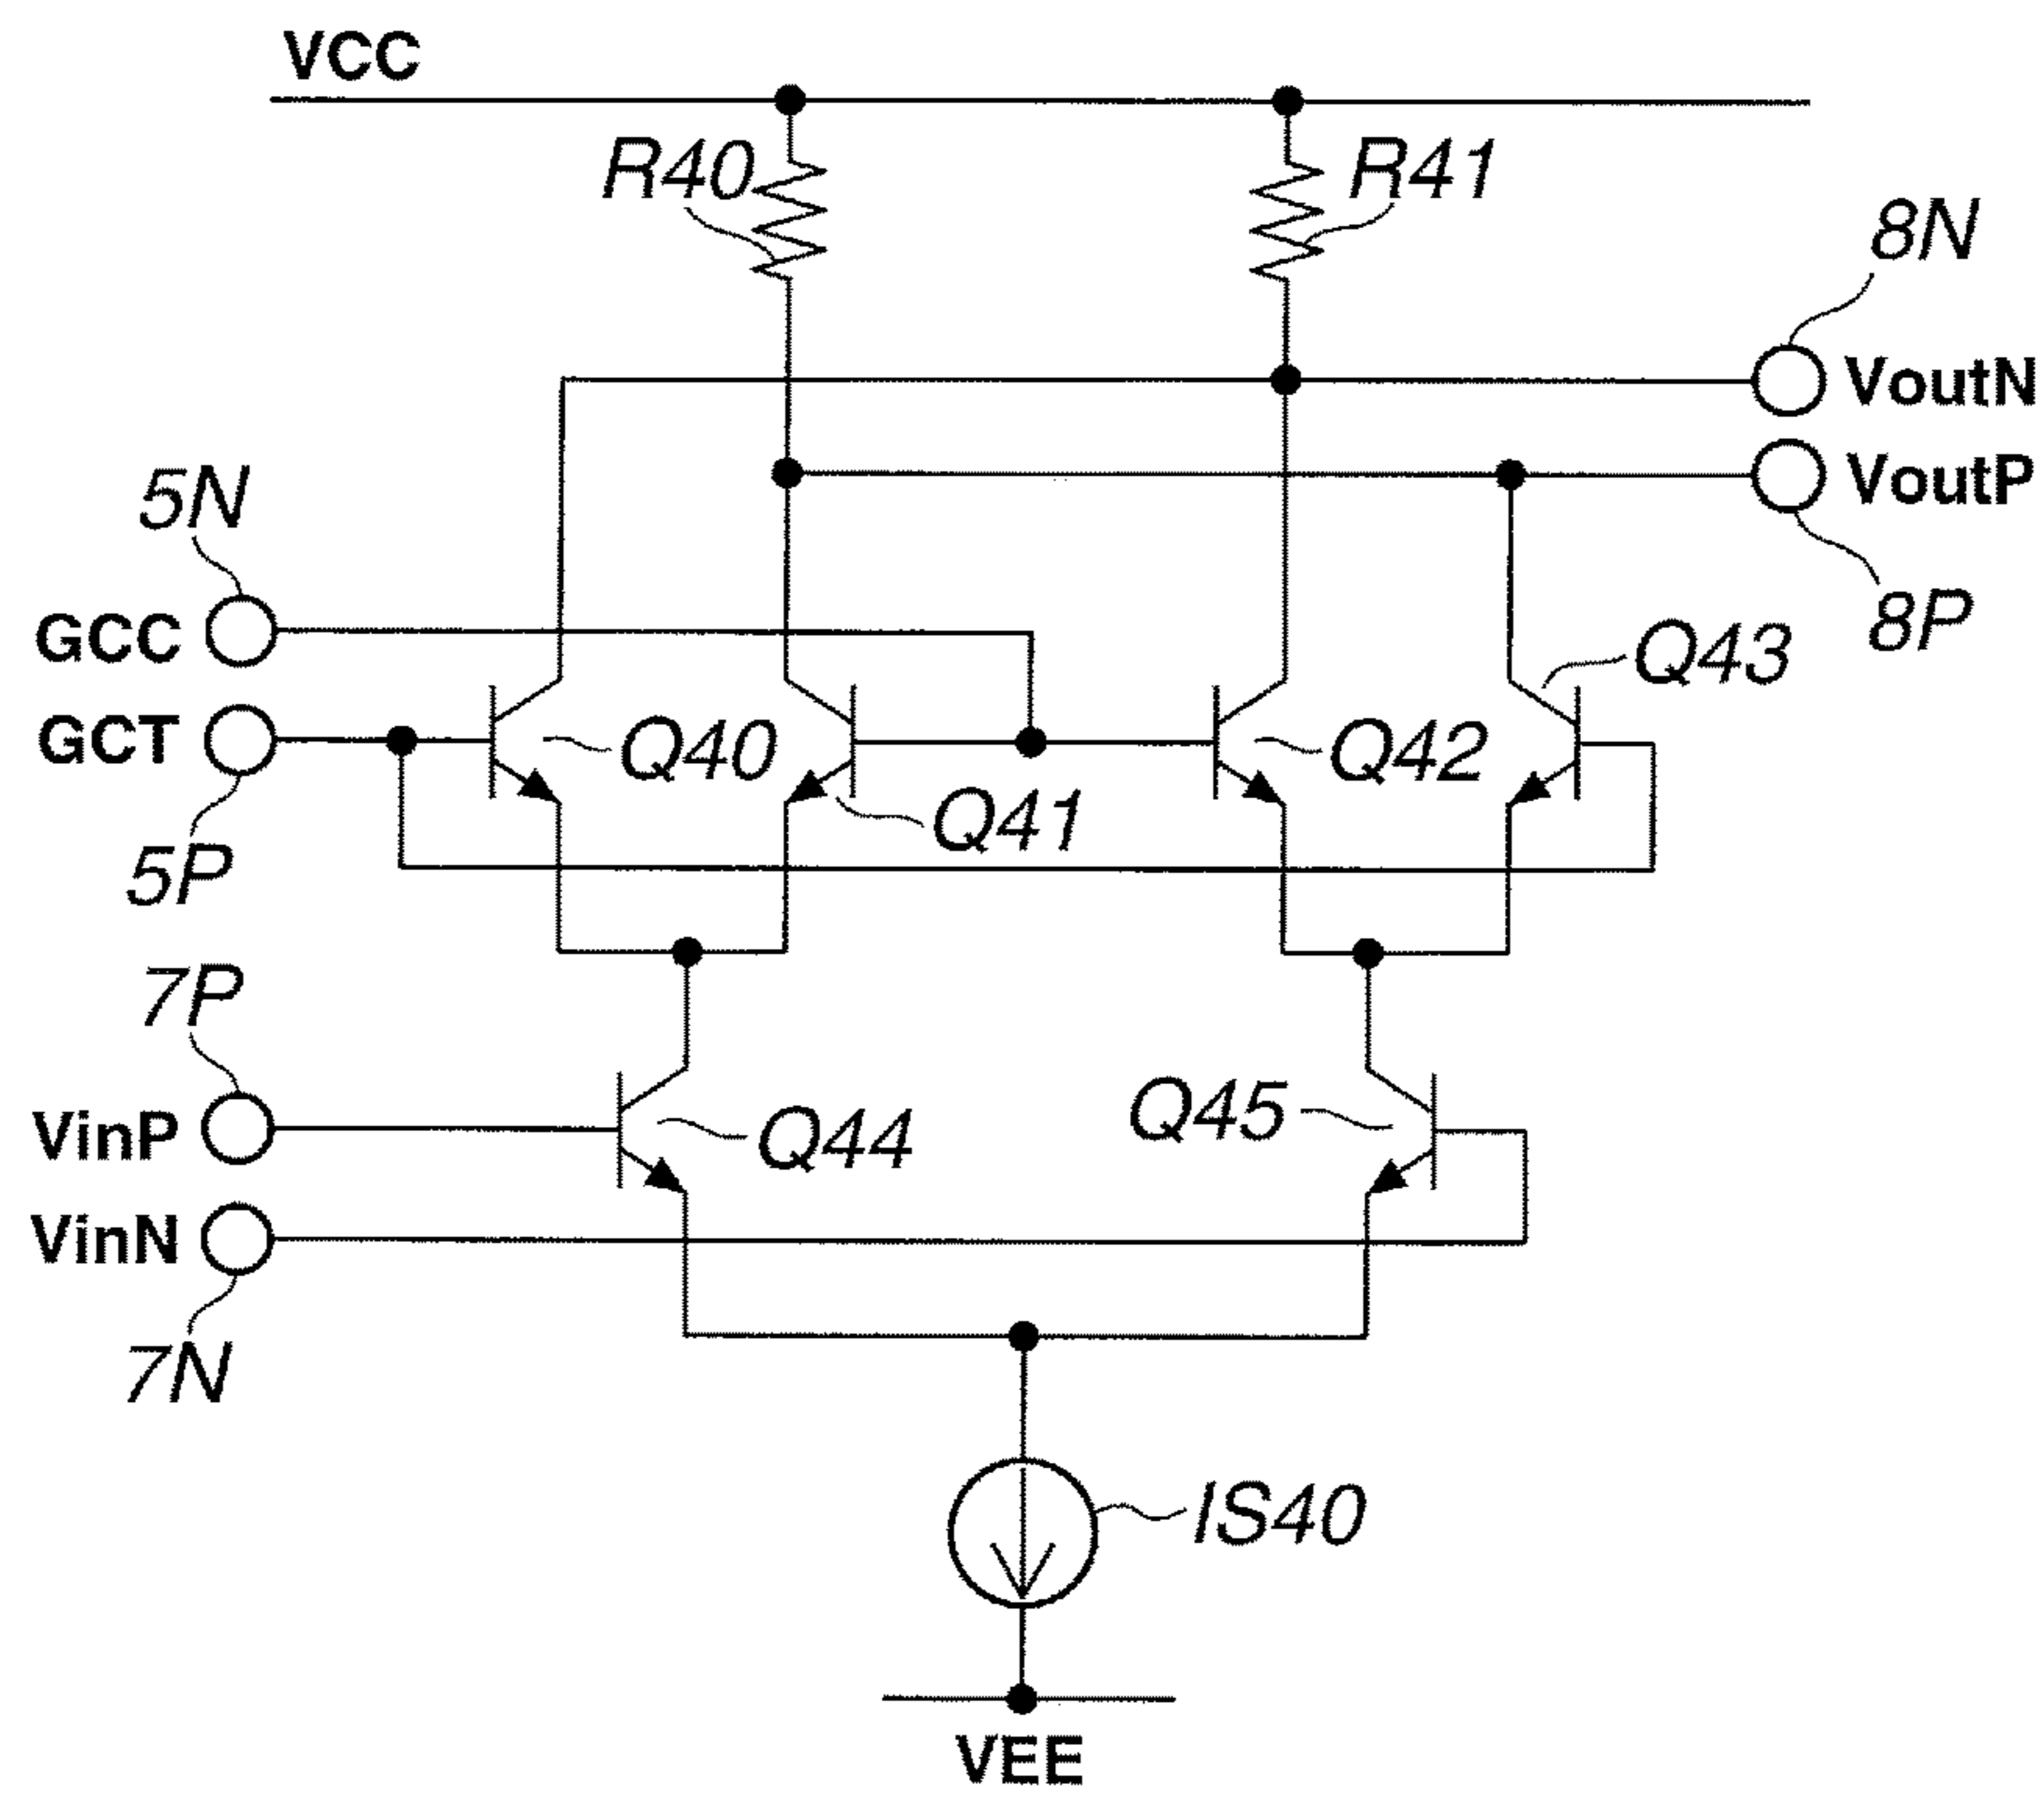 VCC
R40
R41
8N
VoutN
5N
VoutP
GCC
8P
Q43
GCT
Q40
Q42
Q41
5P
7P
VinP
Q44
Q45
VinN
7N
IS40
VEE